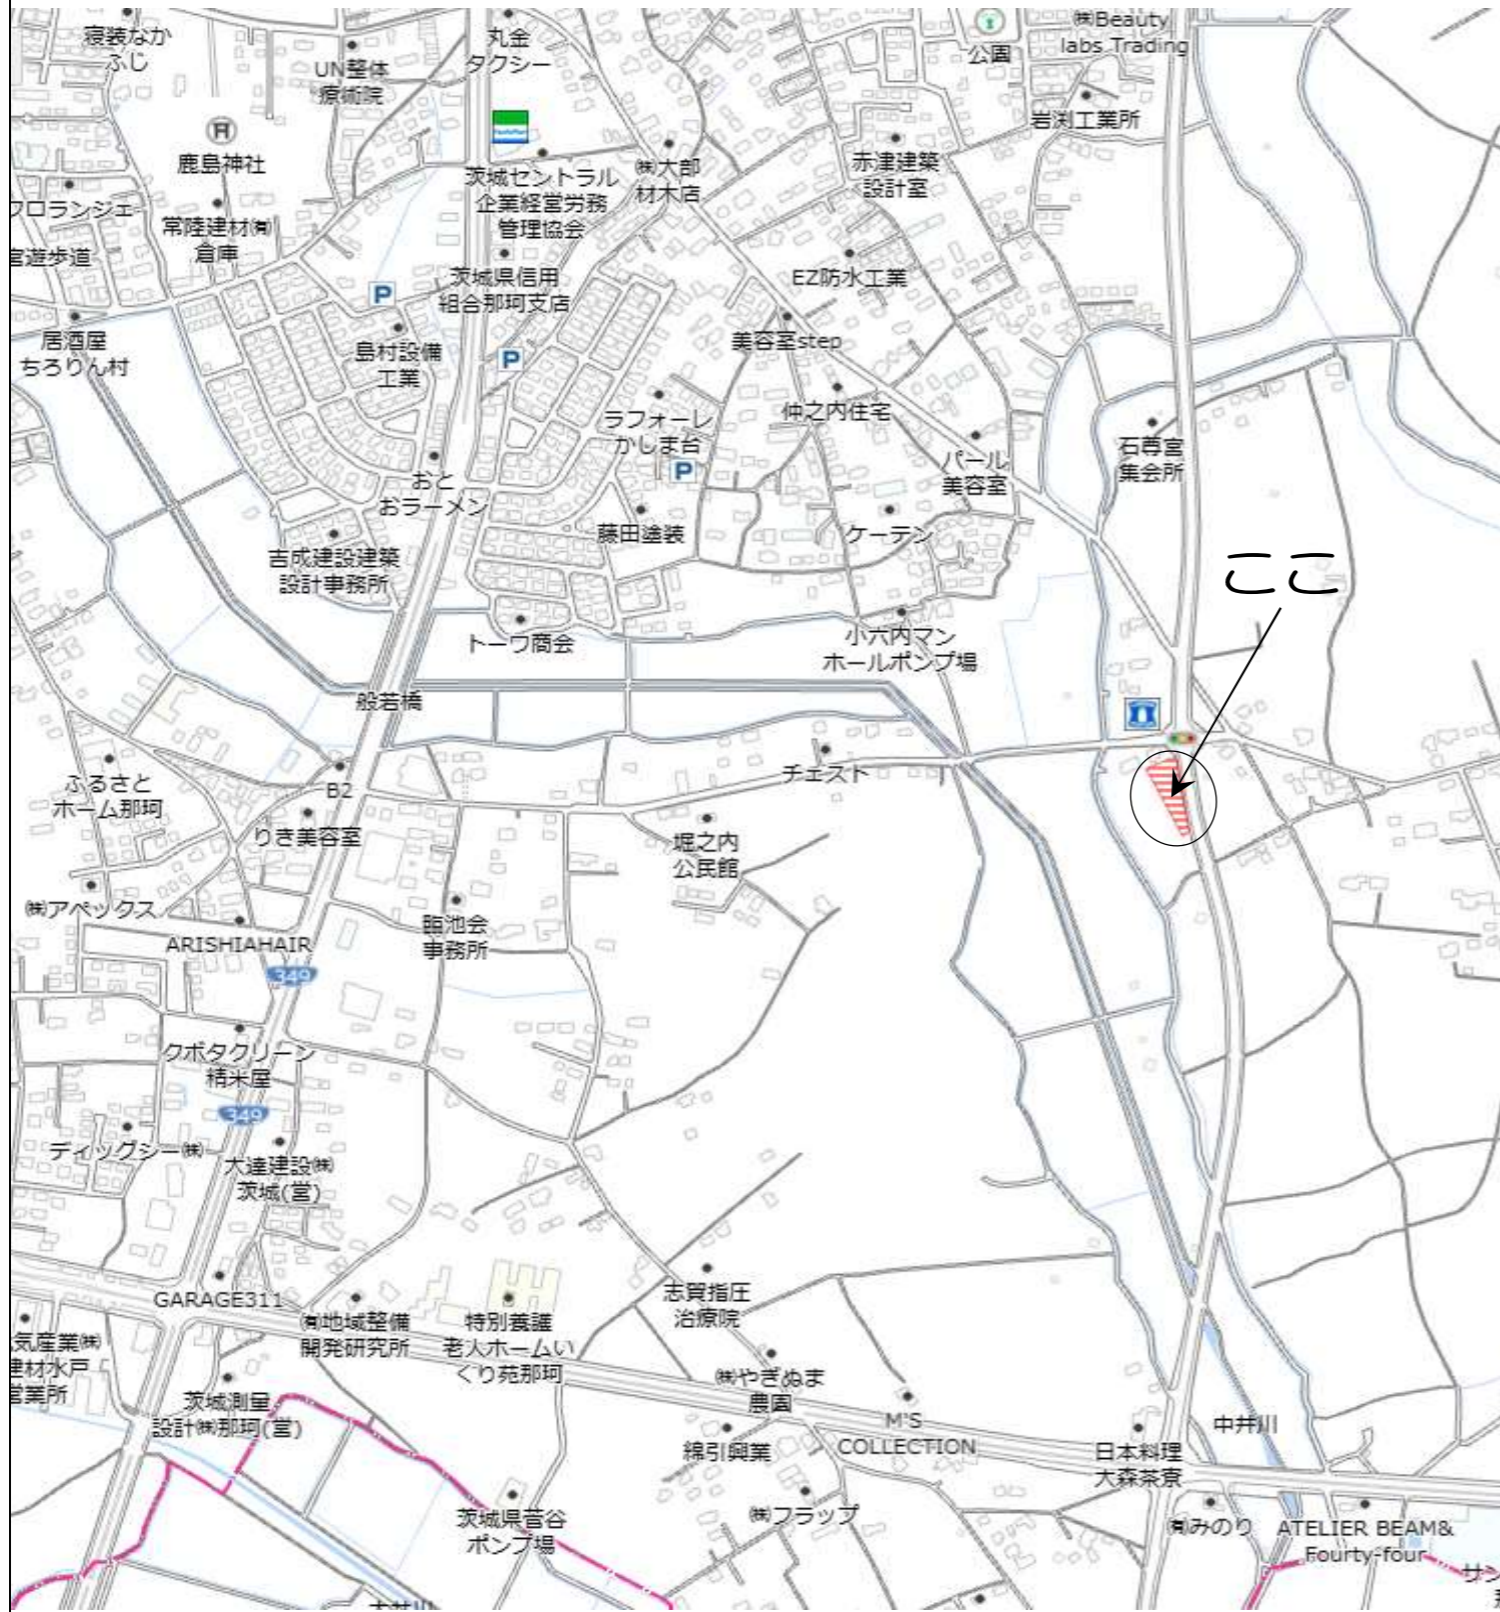 寝装なか
ふじ
丸金
タクシー
㈱Beauty
labs Trading
公園
UN整体
療術院
FamilyMart
岩渕工業所
鹿島神社
茨城セントラル
企業経営労務
管理協会
㈱大部
材木店
赤津建築
設計室
フロランジェ
常陸建材㈲
倉庫
宮遊歩道
茨城県信用
組合那珂支店
EZ防水工業
P
居酒屋
ちろりん村
島村設備
工業
P
美容室step
ラフォーレ
かしま台
P
仲之内住宅
パール
美容室
石尊宮
集会所
おと
おラーメン
藤田塗装
ケーテン
吉成建設建築
設計事務所
ここ
トーワ商会
小六内マン
ホールポンプ場
般若橋
ふるさと
ホーム那珂
B2
チェスト
りき美容室
堀之内
公民館
㈱アペックス
ARISHIAHAIR
臨池会
事務所
349
クボタクリーン
精米屋
349
ディッグシー㈱
大達建設㈱
茨城(営)
GARAGE311
㈲地域整備
開発研究所
特別養護
老人ホームい
くり苑那珂
志賀指圧
治療院
気産業㈱
建材水戸
営業所
茨城測量
設計㈱那珂(営)
㈱やぎぬま
農園
M'S
COLLECTION
綿引興業
日本料理
大森茶寮
中井川
茨城県菅谷
ポンプ場
㈱フラップ
㈲みのり
ATELIER BEAM&
Fourty-four
サン